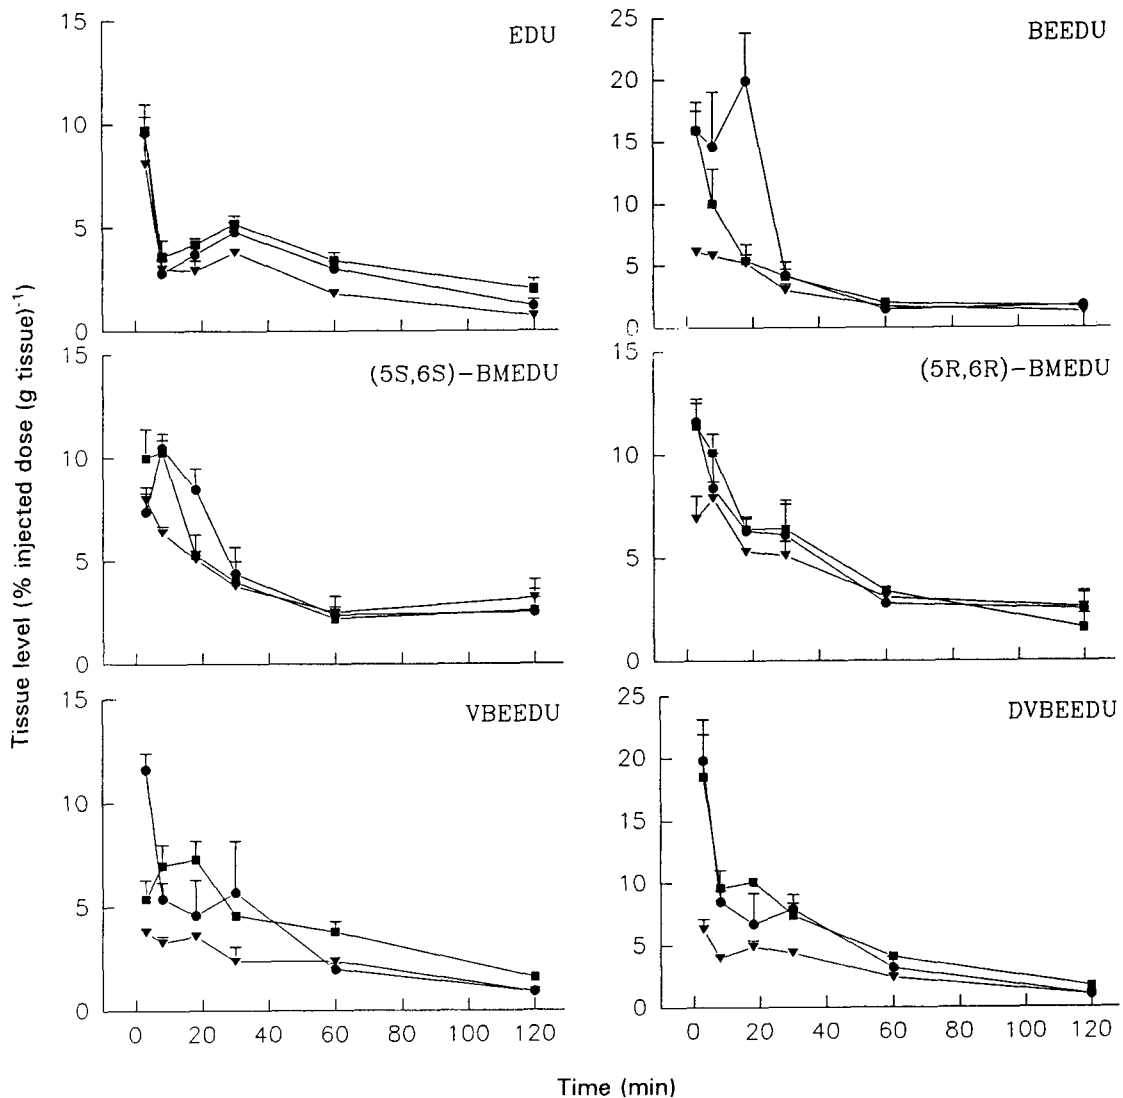 Tissue level (% injected dose (g tissue)⁻¹)
EDU
15
10
5
0
BEEDU
25
20
15
10
5
0
(5S,6S)-BMEDU
15
10
5
0
(5R,6R)-BMEDU
15
10
5
0
VBEEDU
15
10
5
0
0 20 40 60 80 100 120
DVBEEDU
25
20
15
10
5
0
0 20 40 60 80 100 120
Time (min)